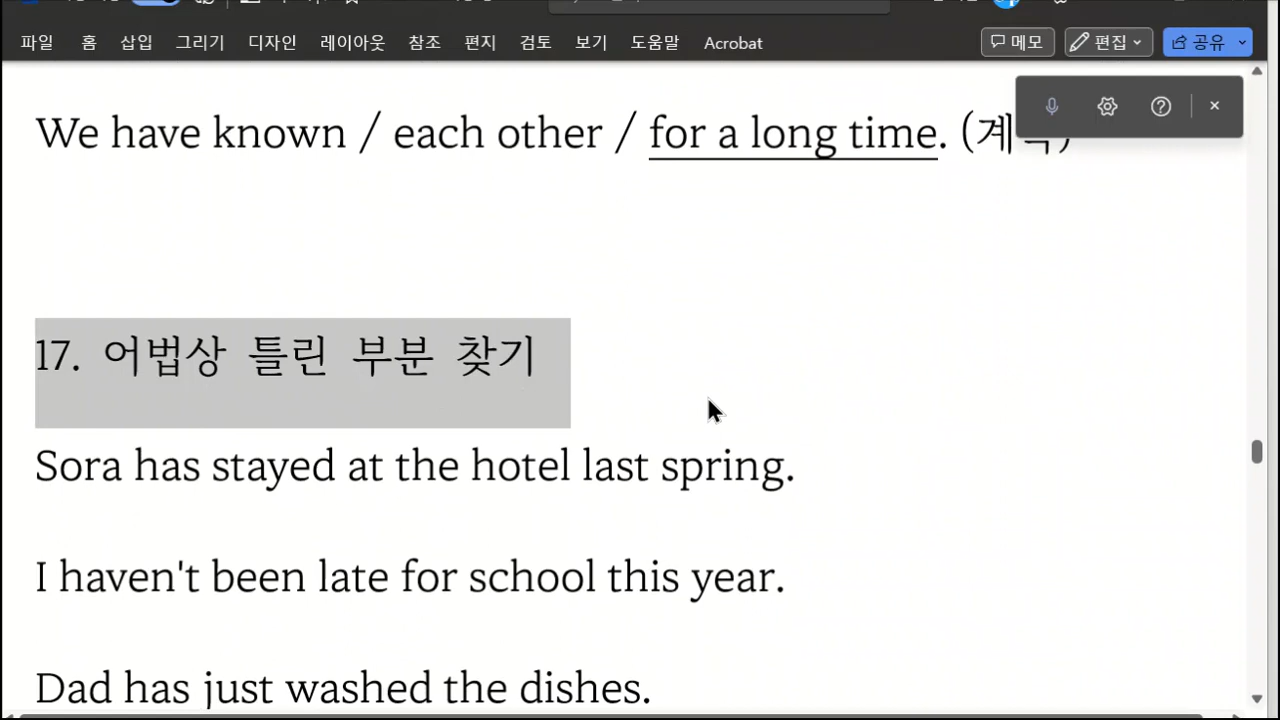 파일 홈 삽입 그리기 디자인 레이아웃 참조 편지 검토 보기 도움말 Acrobat 메모 편집 공유
We have known / each other / for a long time. (계
17. 어법상 틀린 부분 찾기
Sora has stayed at the hotel last spring.
I haven't been late for school this year.
Dad has just washed the dishes.